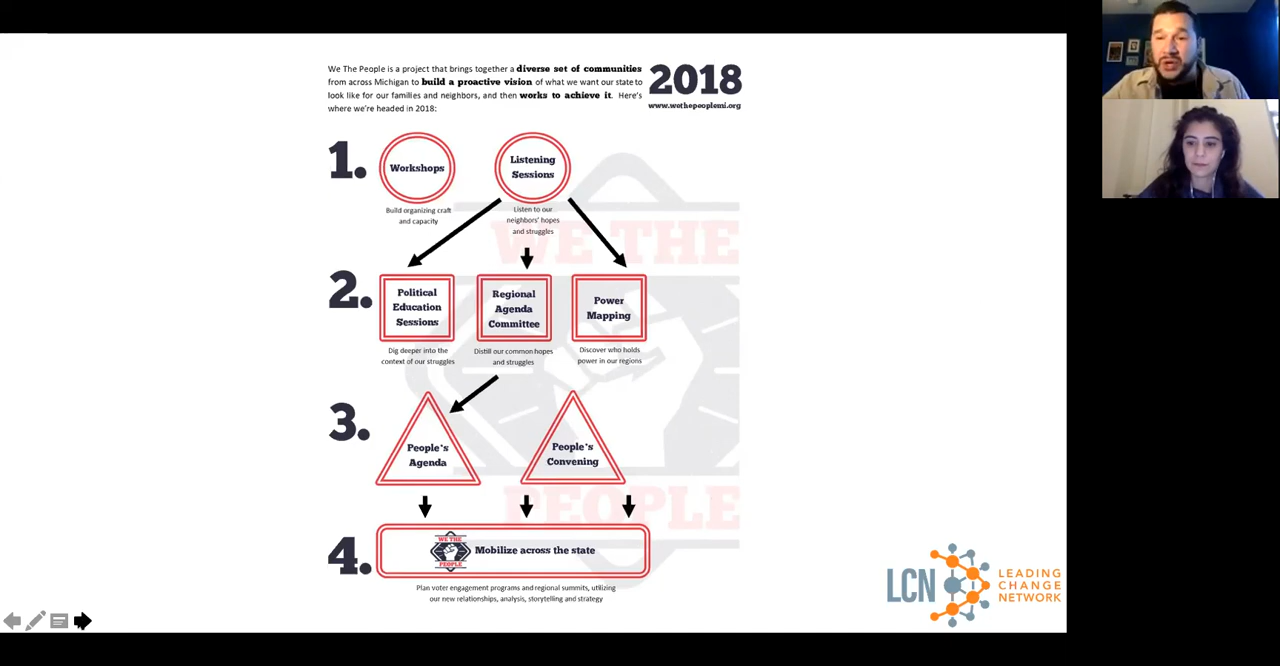 We The People is a project that brings together a diverse set of communities
from across Michigan to build a proactive vision of what we want our state to
look like for our families and neighbors, and then works to achieve it. Here's
where we're headed in 2018:
2018
www.wethepeoplemi.org
1.
Workshops
Build organizing craft
and capacity
Listening
Sessions
Listen to our
neighbors' hopes
and struggles
WE THE
2.
Political
Education
Sessions
Dig deeper into the
context of our struggles
Regional
Agenda
Committee
Distill our common hopes
and struggles
Power
Mapping
Discover who holds
power in our regions
3.
People's
Agenda
People's
Convening
PEOPLE
4.
WE THE
PEOPLE
Mobilize across the state
Plan voter engagement programs and regional summits, utilizing
our new relationships, analysis, storytelling and strategy
LCN
LEADING
CHANGE
NETWORK